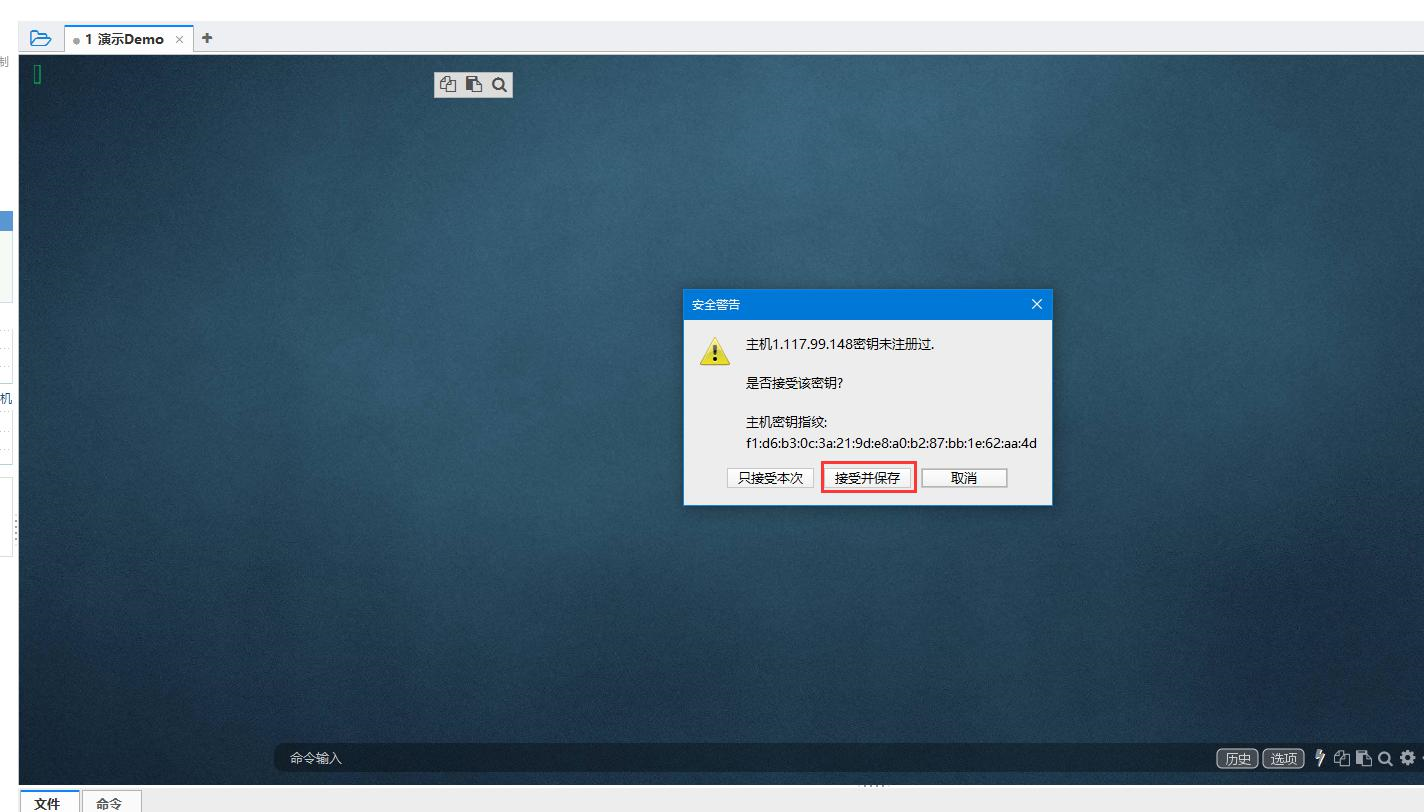 1 演示Demo
制
安全警告
主机1.117.99.148密钥未注册过.
是否接受该密钥?
主机密钥指纹:
f1:d6:b3:0c:3a:21:9d:e8:a0:b2:87:bb:1e:62:aa:4d
机
只接受本次 接受并保存 取消
命令输入 历史 选项
文件 命令